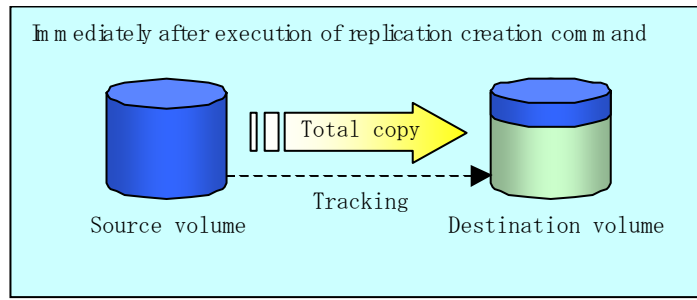 Immediately after execution of replication creation command
Total copy
Tracking
Source volume
Destination volume